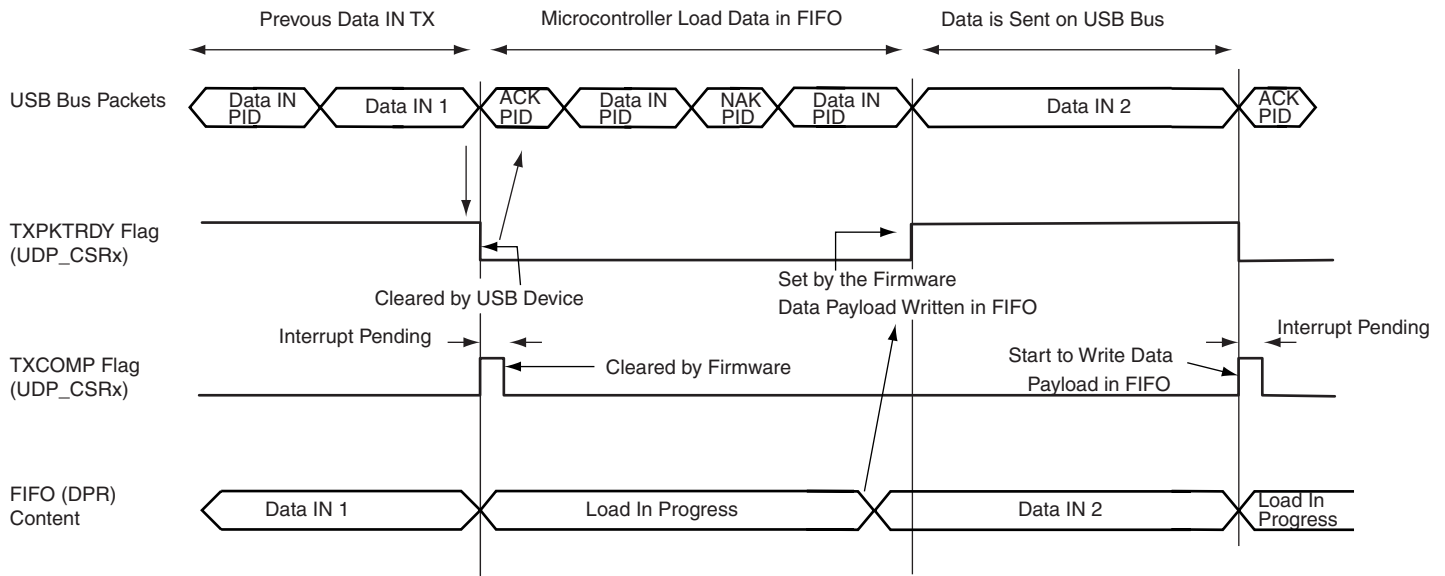 Prevous Data IN TX
Microcontroller Load Data in FIFO
Data is Sent on USB Bus
USB Bus Packets
Data IN
PID
Data IN 1
ACK
PID
Data IN
PID
NAK
PID
Data IN
PID
Data IN 2
ACK
PID
TXPKTRDY Flag
(UDP_CSRx)
Cleared by USB Device
Set by the Firmware
Data Payload Written in FIFO
Interrupt Pending
Interrupt Pending
TXCOMP Flag
(UDP_CSRx)
Cleared by Firmware
Start to Write Data
Payload in FIFO
FIFO (DPR)
Content
Data IN 1
Load In Progress
Data IN 2
Load In
Progress